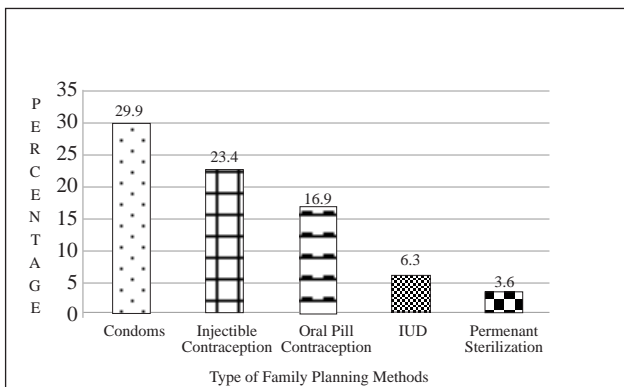 PERCENTAGE
35
30
25
20
15
10
5
0
29.9
23.4
16.9
6.3
3.6
Condoms
Injectible
Contraception
Oral Pill
Contraception
IUD
Permenant
Sterilization
Type of Family Planning Methods